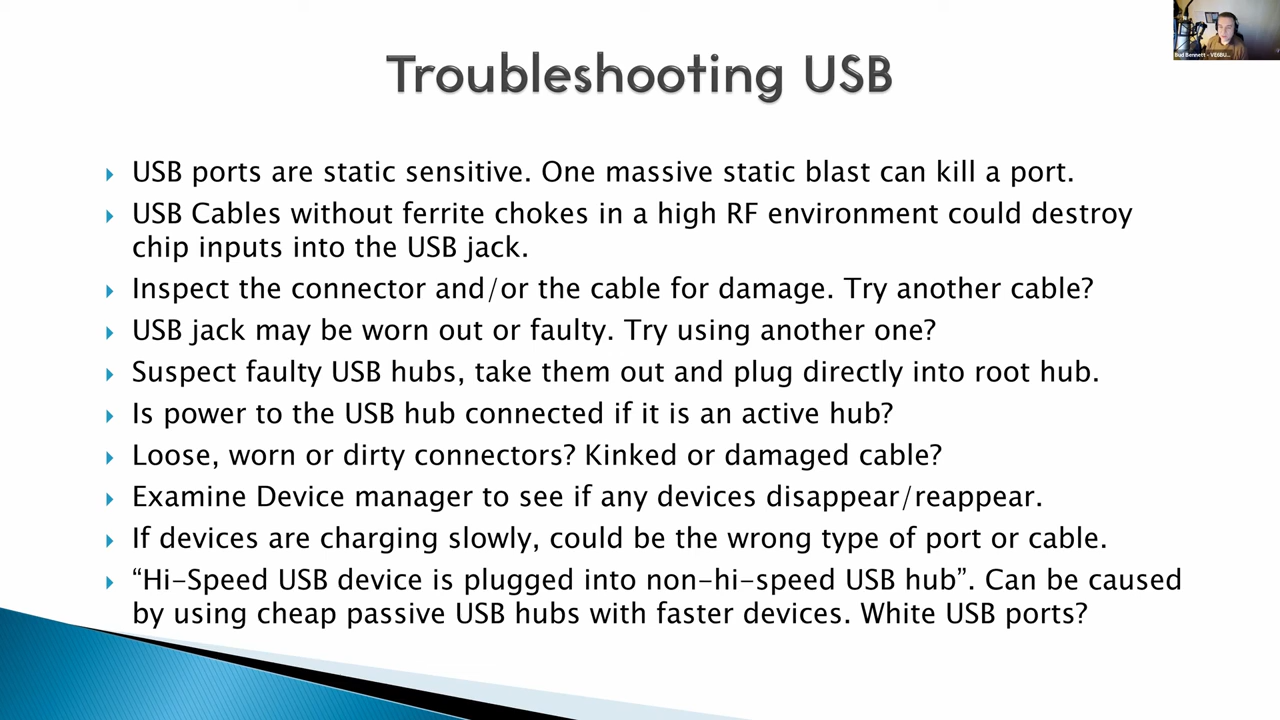 Troubleshooting USB
USB ports are static sensitive. One massive static blast can kill a port.
USB Cables without ferrite chokes in a high RF environment could destroy
chip inputs into the USB jack.
Inspect the connector and/or the cable for damage. Try another cable?
USB jack may be worn out or faulty. Try using another one?
Suspect faulty USB hubs, take them out and plug directly into root hub.
Is power to the USB hub connected if it is an active hub?
Loose, worn or dirty connectors? Kinked or damaged cable?
Examine Device manager to see if any devices disappear/reappear.
If devices are charging slowly, could be the wrong type of port or cable.
“Hi-Speed USB device is plugged into non-hi-speed USB hub”. Can be caused
by using cheap passive USB hubs with faster devices. White USB ports?
Bud Bennett -